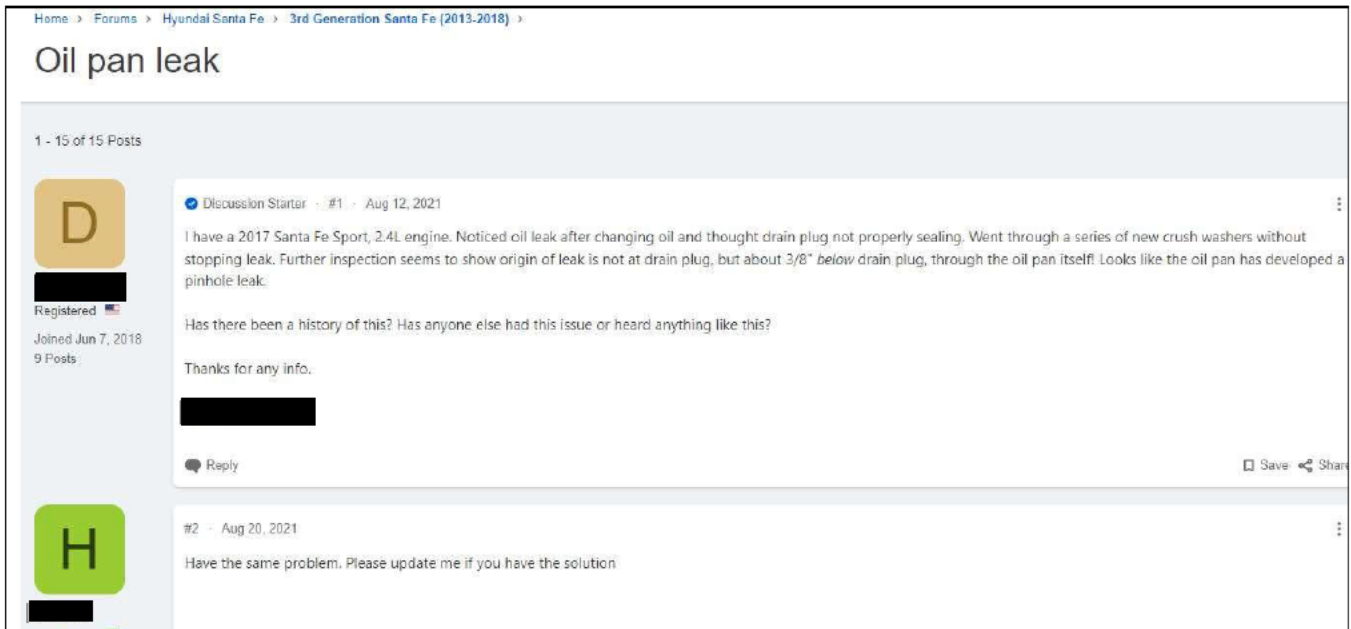 Home > Forums > Hyundai Santa Fe > 3rd Generation Santa Fe (2013-2018) >
Oil pan leak
1 - 15 of 15 Posts
D
Registered
Joined Jun 7, 2018
9 Posts
Discussion Starter · #1 · Aug 12, 2021
I have a 2017 Santa Fe Sport, 2.4L engine. Noticed oil leak after changing oil and thought drain plug not properly sealing. Went through a series of new crush washers without
stopping leak. Further inspection seems to show origin of leak is not at drain plug, but about 3/8" below drain plug, through the oil pan itself! Looks like the oil pan has developed a
pinhole leak.
Has there been a history of this? Has anyone else had this issue or heard anything like this?
Thanks for any info.
Reply
Save
Share
H
#2 · Aug 20, 2021
Have the same problem. Please update me if you have the solution